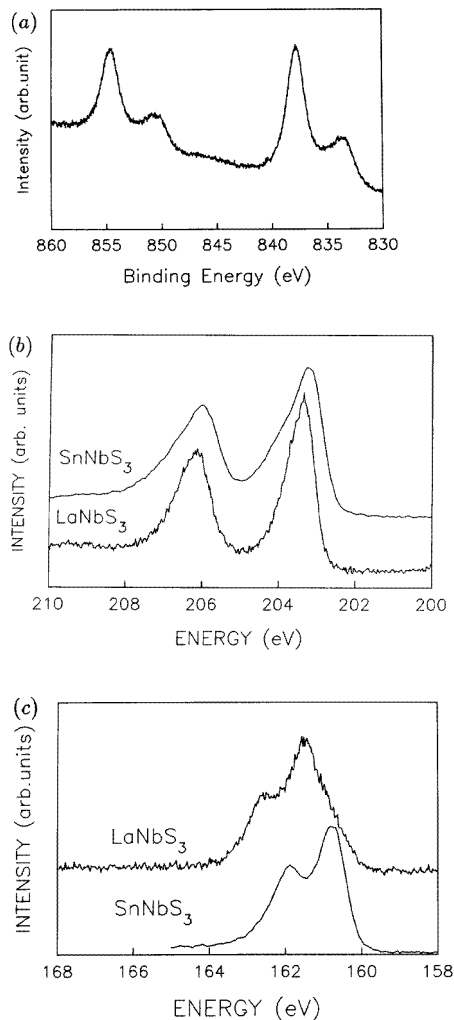 (a)
Intensity (arb.unit)
860 855 850 845 840 835 830
Binding Energy (eV)
(b)
INTENSITY (arb. units)
SnNbS3
LaNbS3
210 208 206 204 202 200
ENERGY (eV)
(c)
INTENSITY (arb.units)
LaNbS3
SnNbS3
168 166 164 162 160 158
ENERGY (eV)